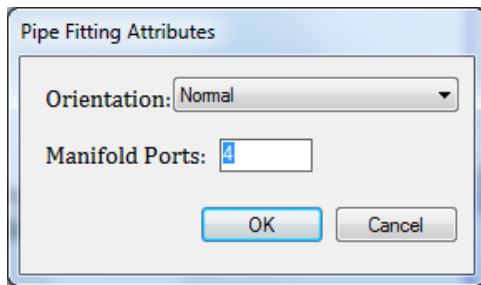 Pipe Fitting Attributes
Orientation: Normal
Manifold Ports: 4
OK Cancel